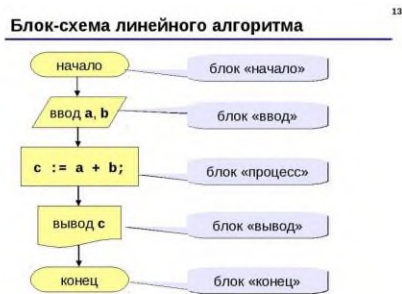 13
Блок-схема линейного алгоритма
начало
блок «начало»
ввод a, b
блок «ввод»
c := a + b;
блок «процесс»
вывод c
блок «вывод»
конец
блок «конец»